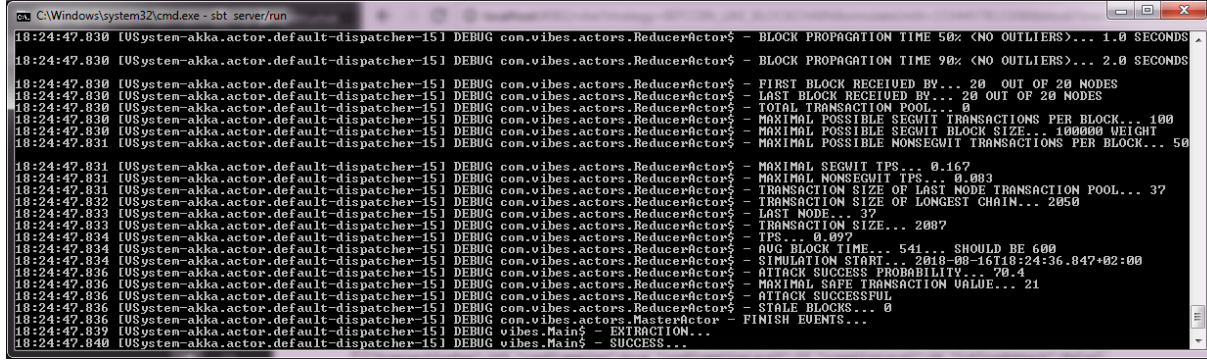 C:\Windows\system32\cmd.exe - sbt server/run
18:24:47.830 [VSystem-akka.actor.default-dispatcher-15] DEBUG com.vibes.actors.ReducerActor$ - BLOCK PROPAGATION TIME 50% (NO OUTLIERS)... 1.0 SECONDS
18:24:47.830 [VSystem-akka.actor.default-dispatcher-15] DEBUG com.vibes.actors.ReducerActor$ - BLOCK PROPAGATION TIME 90% (NO OUTLIERS)... 2.0 SECONDS
18:24:47.830 [VSystem-akka.actor.default-dispatcher-15] DEBUG com.vibes.actors.ReducerActor$ - FIRST BLOCK RECEIVED BY... 20 OUT OF 20 NODES
18:24:47.830 [VSystem-akka.actor.default-dispatcher-15] DEBUG com.vibes.actors.ReducerActor$ - LAST BLOCK RECEIVED BY... 20 OUT OF 20 NODES
18:24:47.830 [VSystem-akka.actor.default-dispatcher-15] DEBUG com.vibes.actors.ReducerActor$ - TOTAL TRANSACTION POOL... 0
18:24:47.830 [VSystem-akka.actor.default-dispatcher-15] DEBUG com.vibes.actors.ReducerActor$ - MAXIMAL POSSIBLE SEGWIT TRANSACTIONS PER BLOCK... 100
18:24:47.830 [VSystem-akka.actor.default-dispatcher-15] DEBUG com.vibes.actors.ReducerActor$ - MAXIMAL POSSIBLE SEGWIT BLOCK SIZE... 100000 WEIGHT
18:24:47.831 [VSystem-akka.actor.default-dispatcher-15] DEBUG com.vibes.actors.ReducerActor$ - MAXIMAL POSSIBLE NONSEGWIT TRANSACTIONS PER BLOCK... 50
18:24:47.831 [VSystem-akka.actor.default-dispatcher-15] DEBUG com.vibes.actors.ReducerActor$ - MAXIMAL SEGWIT TPS... 0.167
18:24:47.831 [VSystem-akka.actor.default-dispatcher-15] DEBUG com.vibes.actors.ReducerActor$ - MAXIMAL NONSEGWIT TPS... 0.083
18:24:47.831 [VSystem-akka.actor.default-dispatcher-15] DEBUG com.vibes.actors.ReducerActor$ - TRANSACTION SIZE OF LAST NODE TRANSACTION POOL... 37
18:24:47.832 [VSystem-akka.actor.default-dispatcher-15] DEBUG com.vibes.actors.ReducerActor$ - TRANSACTION SIZE OF LONGEST CHAIN... 2050
18:24:47.833 [VSystem-akka.actor.default-dispatcher-15] DEBUG com.vibes.actors.ReducerActor$ - LAST NODE... 37
18:24:47.833 [VSystem-akka.actor.default-dispatcher-15] DEBUG com.vibes.actors.ReducerActor$ - TRANSACTION SIZE... 2087
18:24:47.834 [VSystem-akka.actor.default-dispatcher-15] DEBUG com.vibes.actors.ReducerActor$ - TPS... 0.097
18:24:47.834 [VSystem-akka.actor.default-dispatcher-15] DEBUG com.vibes.actors.ReducerActor$ - AVG BLOCK TIME... 541... SHOULD BE 600
18:24:47.834 [VSystem-akka.actor.default-dispatcher-15] DEBUG com.vibes.actors.ReducerActor$ - SIMULATION START... 2018-08-16T18:24:36.847+02:00
18:24:47.836 [VSystem-akka.actor.default-dispatcher-15] DEBUG com.vibes.actors.ReducerActor$ - ATTACK SUCCESS PROBABILITY... 70.4
18:24:47.836 [VSystem-akka.actor.default-dispatcher-15] DEBUG com.vibes.actors.ReducerActor$ - MAXIMAL SAFE TRANSACTION VALUE... 21
18:24:47.836 [VSystem-akka.actor.default-dispatcher-15] DEBUG com.vibes.actors.ReducerActor$ - ATTACK SUCCESSFUL
18:24:47.836 [VSystem-akka.actor.default-dispatcher-15] DEBUG com.vibes.actors.ReducerActor$ - STALE BLOCKS... 0
18:24:47.836 [VSystem-akka.actor.default-dispatcher-15] DEBUG com.vibes.actors.MasterActor - FINISH EVENTS...
18:24:47.839 [VSystem-akka.actor.default-dispatcher-15] DEBUG vibes.Main$ - EXTRACTION...
18:24:47.840 [VSystem-akka.actor.default-dispatcher-15] DEBUG vibes.Main$ - SUCCESS...